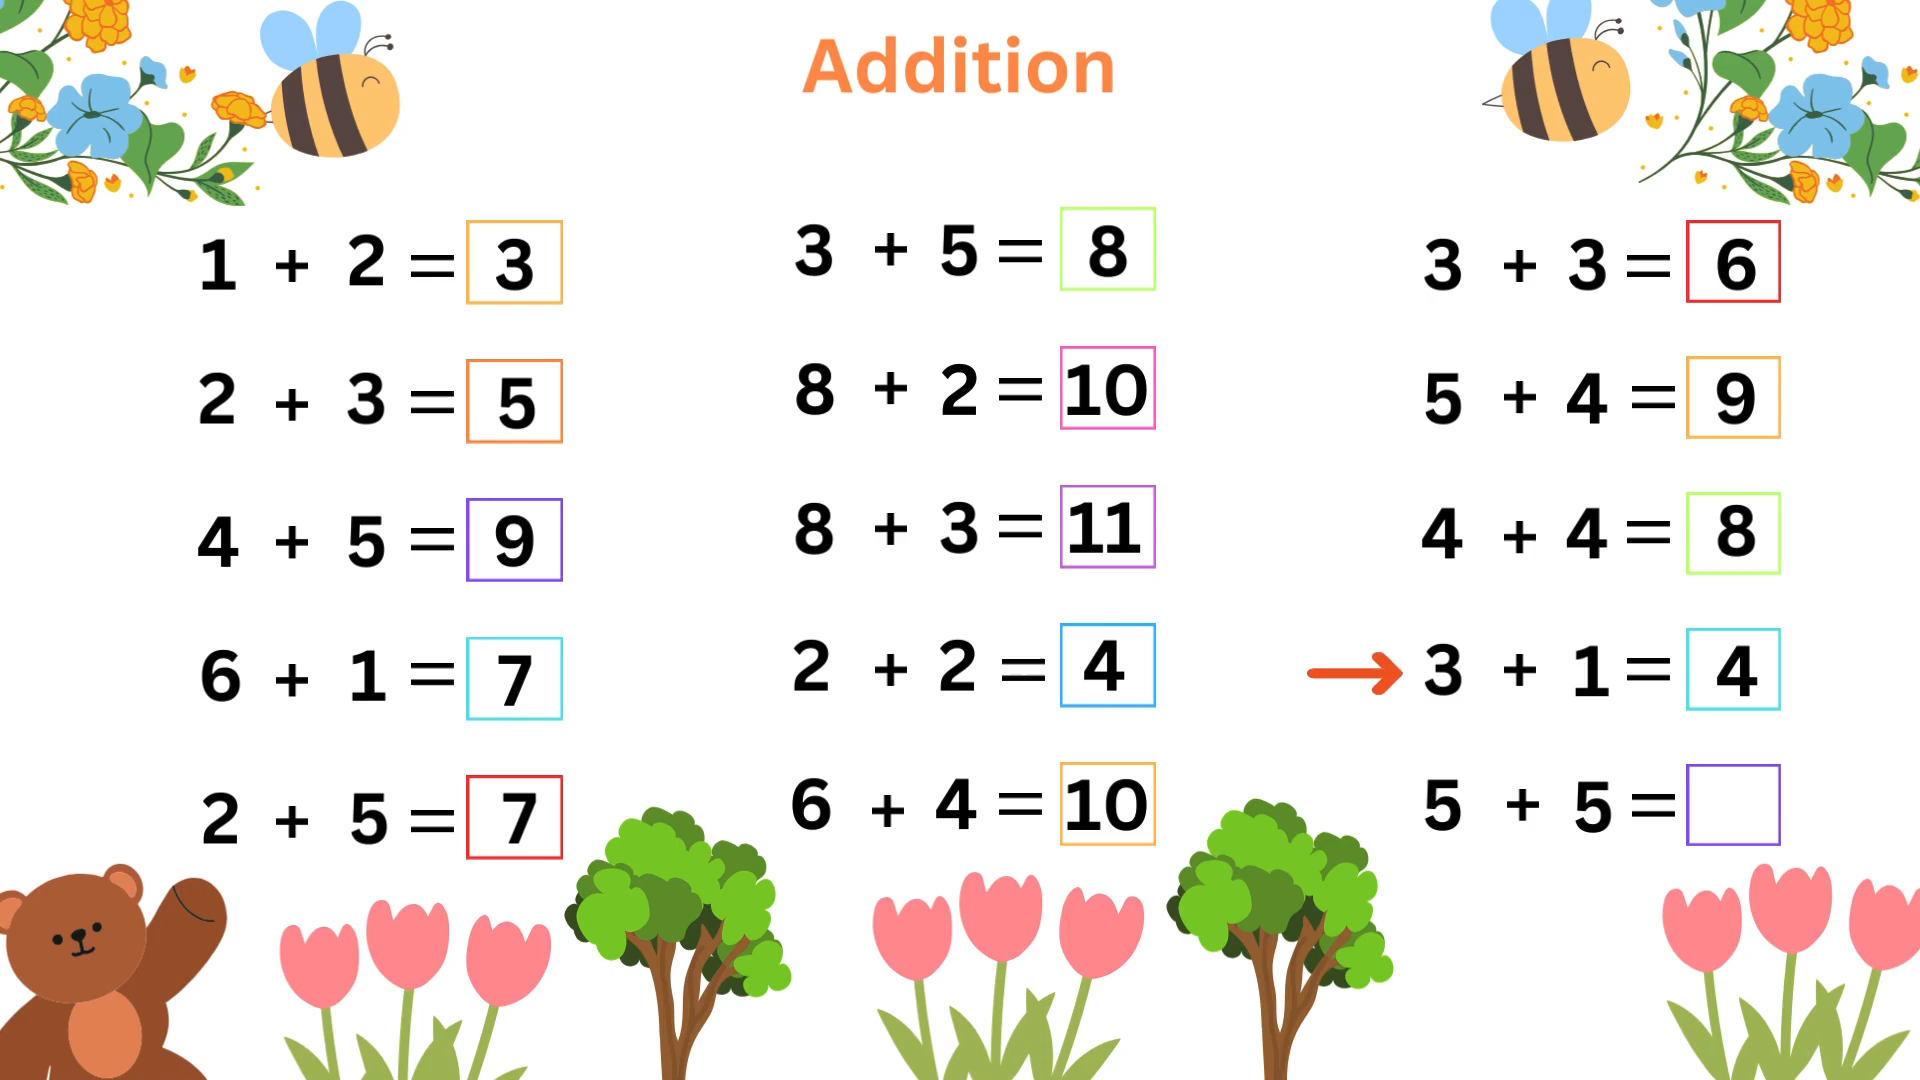 Addition
1 + 2 = 3
2 + 3 = 5
4 + 5 = 9
6 + 1 = 7
2 + 5 = 7
3 + 5 = 8
8 + 2 = 10
8 + 3 = 11
2 + 2 = 4
6 + 4 = 10
3 + 3 = 6
5 + 4 = 9
4 + 4 = 8
→ 3 + 1 = 4
5 + 5 =